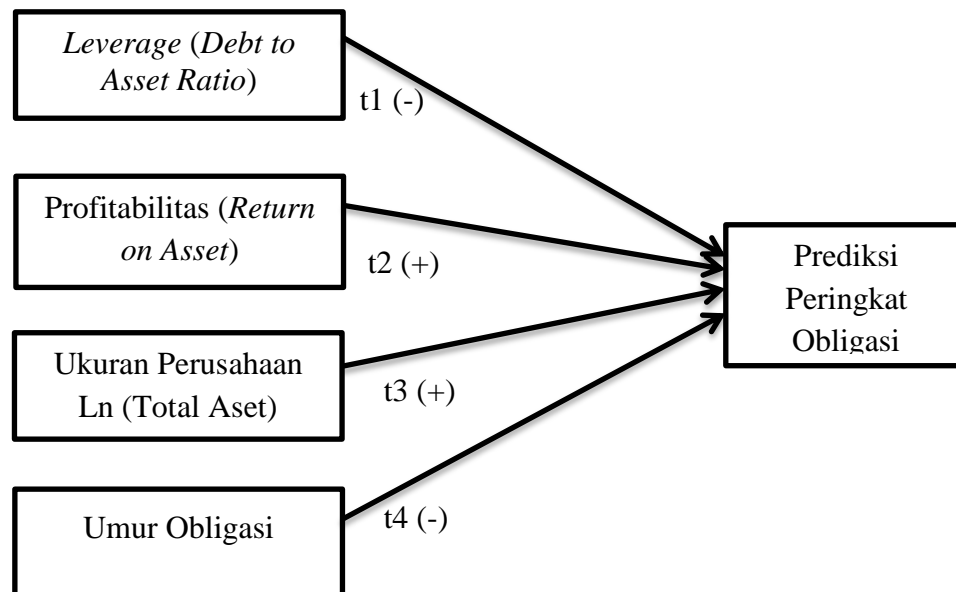 Leverage (Debt to
Asset Ratio)
t1 (-)
Profitabilitas (Return
on Asset)
t2 (+)
Prediksi
Peringkat
Obligasi
Ukuran Perusahaan
Ln (Total Aset)
t3 (+)
Umur Obligasi
t4 (-)